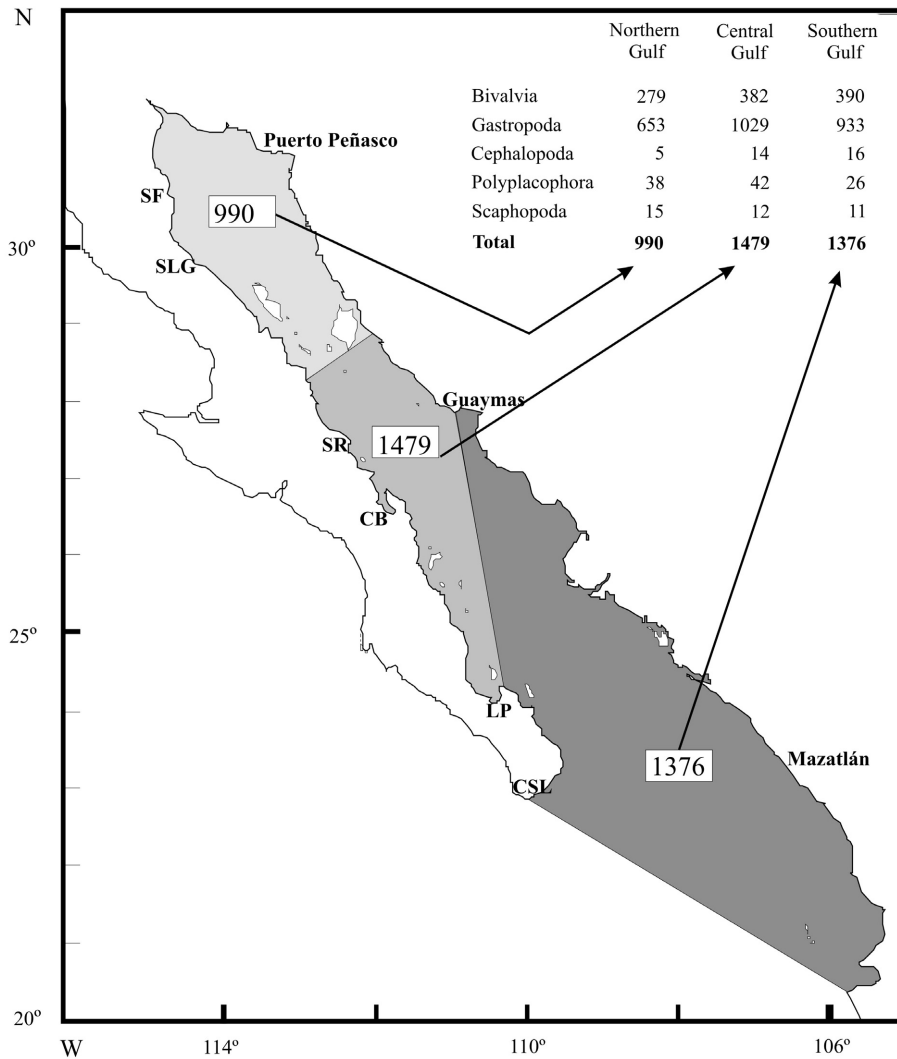 N
Northern Central Southern
Gulf Gulf Gulf
Bivalvia 279 382 390
Gastropoda 653 1029 933
Cephalopoda 5 14 16
Polyplacophora 38 42 26
Scaphopoda 15 12 11
Total 990 1479 1376
Puerto Peñasco
SF
990
30º
SLG
Guaymas
SR
1479
CB
25º
LP
Mazatlán
1376
CSL
20º
W 114º 110º 106º